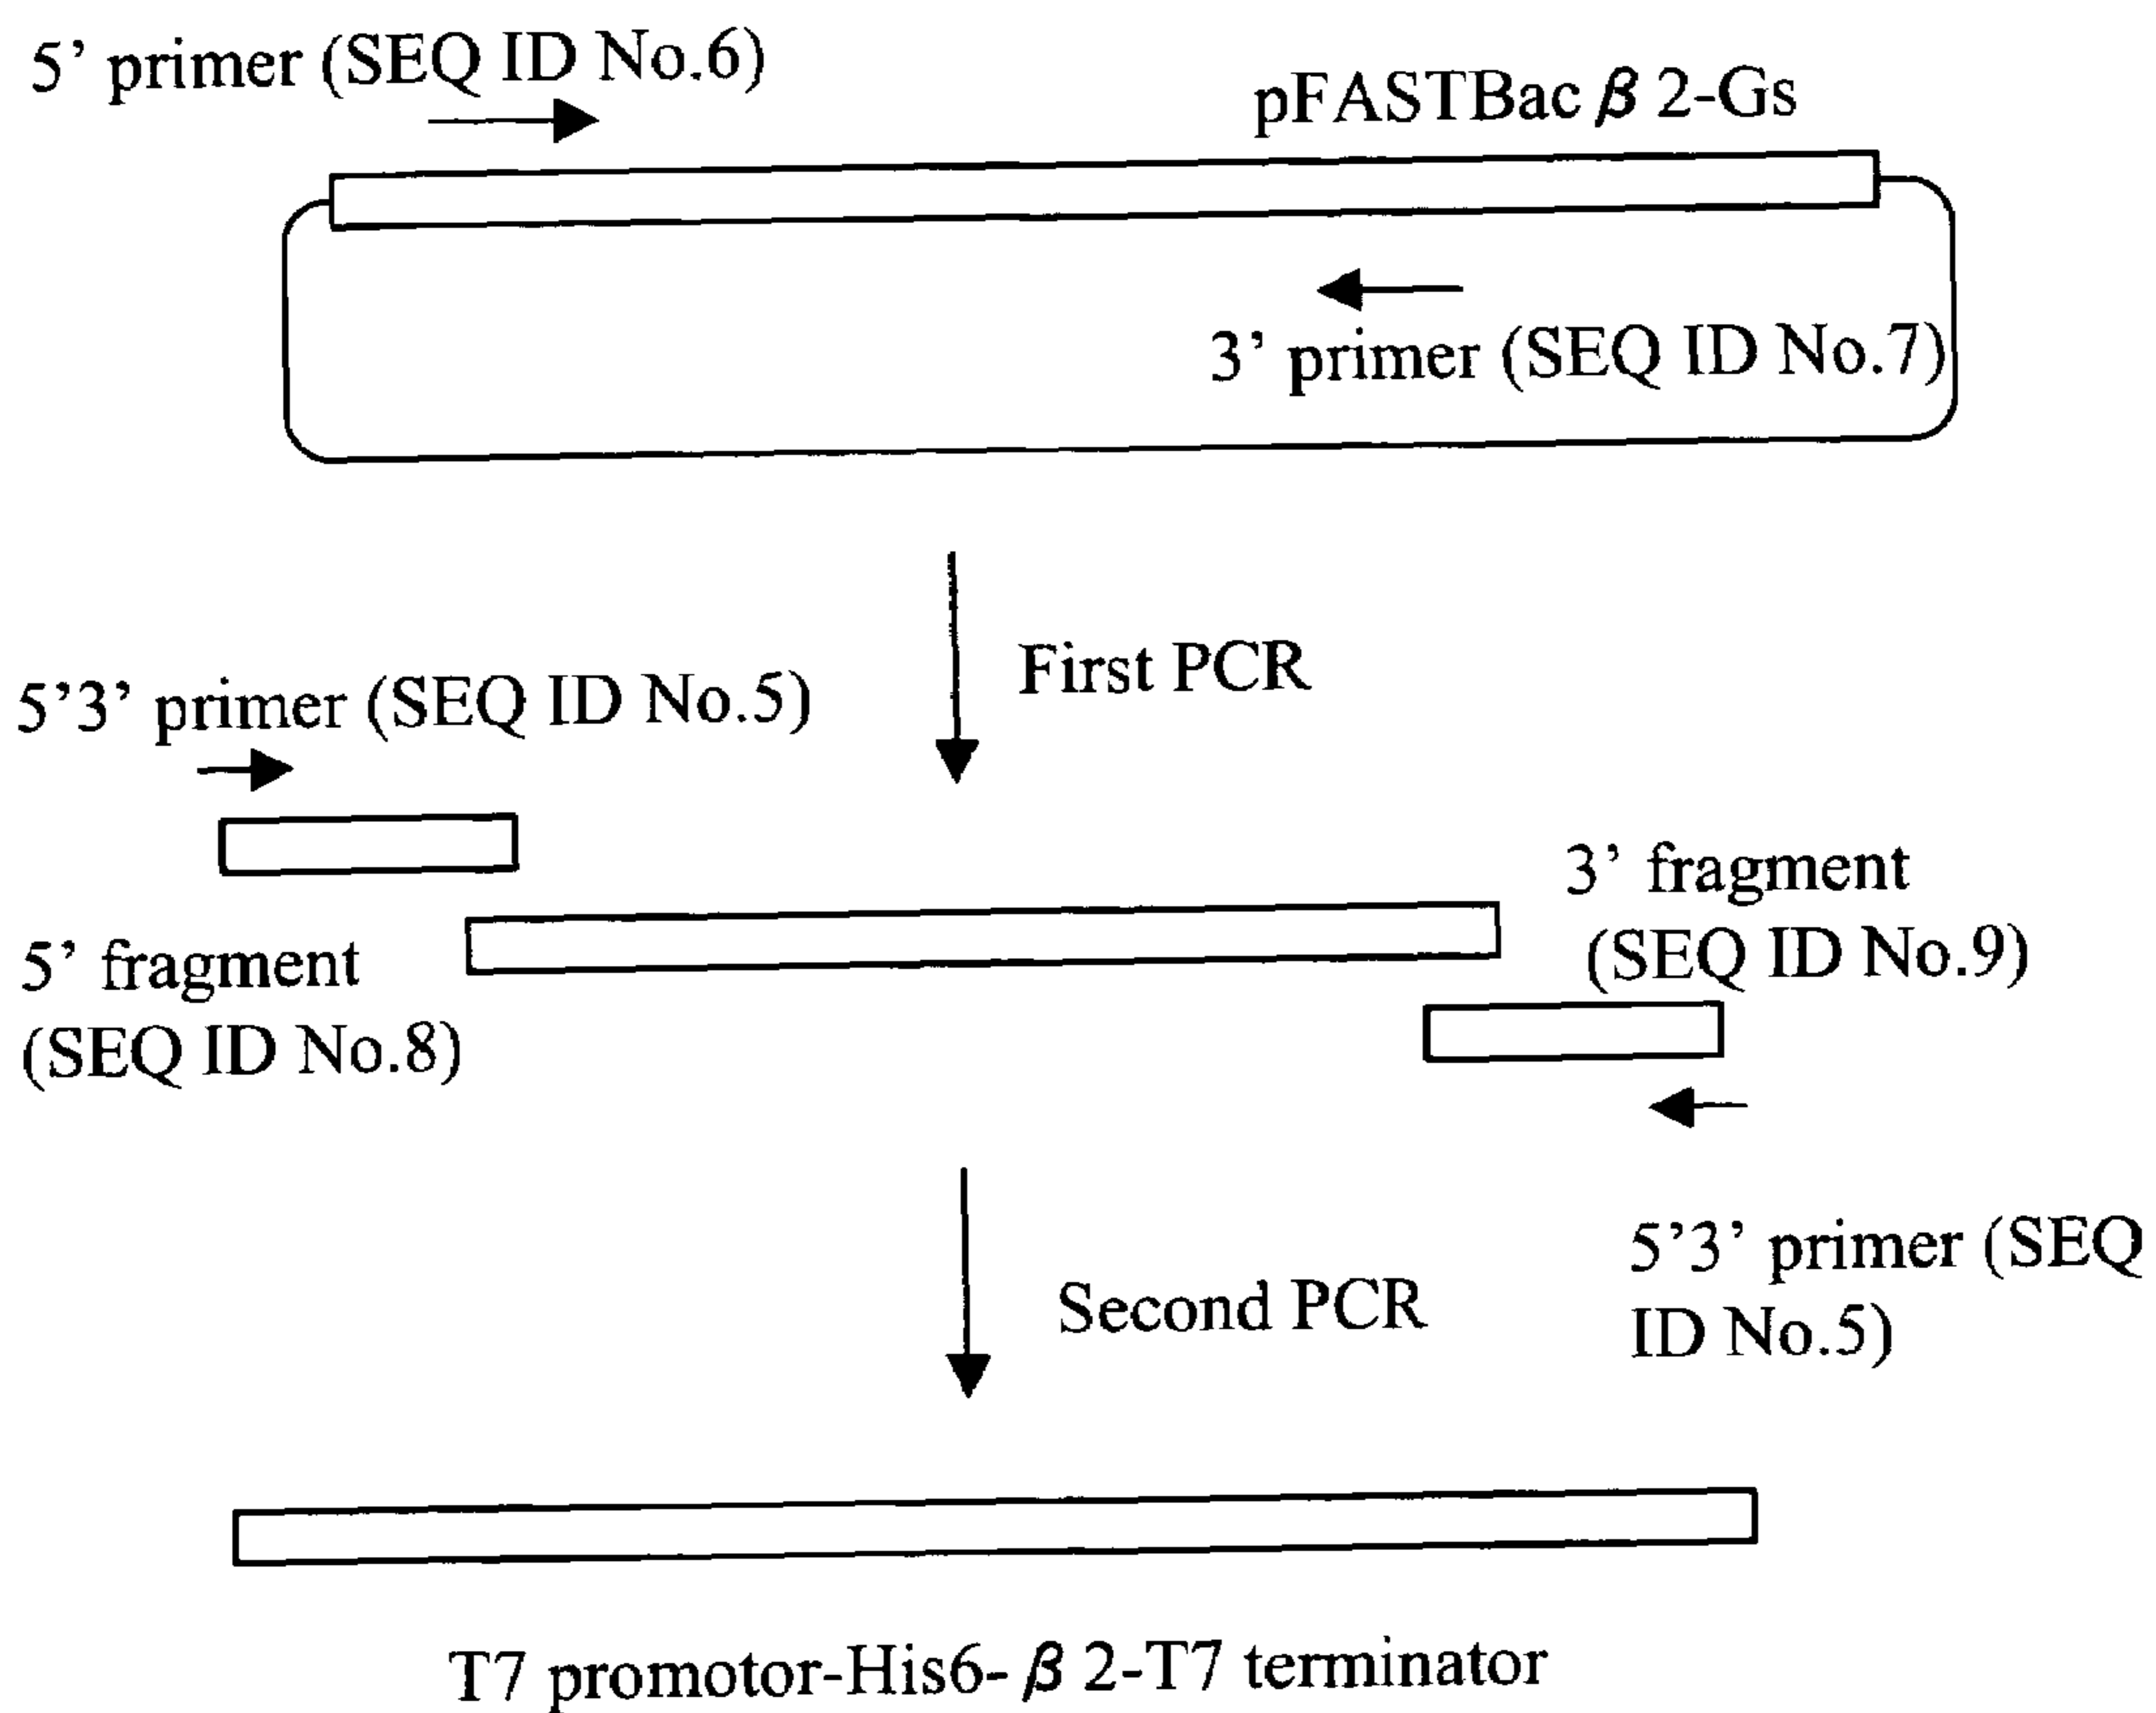 5’ primer (SEQ ID No.6)
pFASTBac β 2-Gs
3’ primer (SEQ ID No.7)
First PCR
5’3’ primer (SEQ ID No.5)
3’ fragment
(SEQ ID No.9)
5’ fragment
(SEQ ID No.8)
5’3’ primer (SEQ
ID No.5)
Second PCR
T7 promotor-His6- β 2-T7 terminator